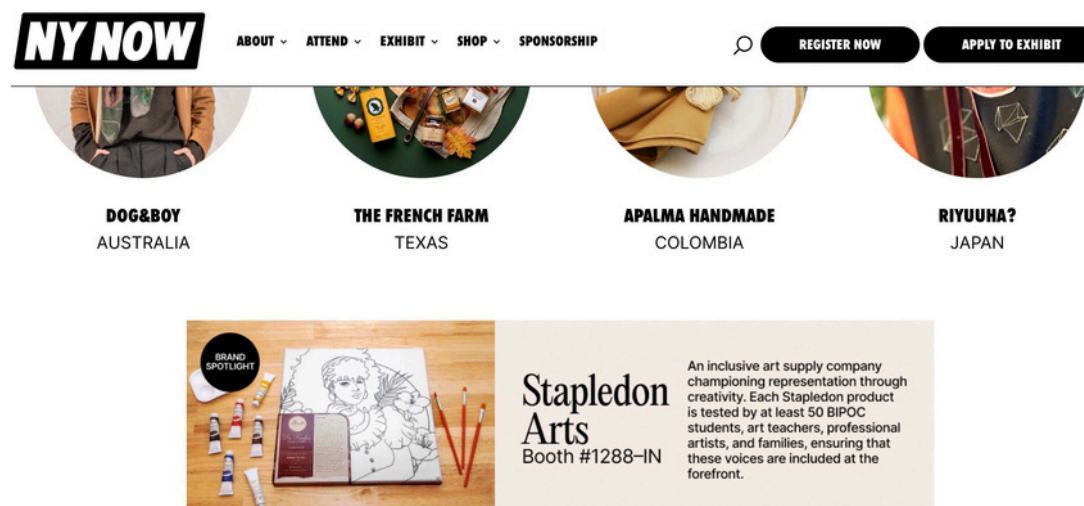 NY NOW
ABOUT
ATTEND
EXHIBIT
SHOP
SPONSORSHIP
REGISTER NOW
APPLY TO EXHIBIT
DOG&BOY
AUSTRALIA
THE FRENCH FARM
TEXAS
APALMA HANDMADE
COLOMBIA
RIYUUHA?
JAPAN
BRAND
SPOTLIGHT
Stapledon
Arts
Booth #1288–IN
An inclusive art supply company
championing representation through
creativity. Each Stapledon product
is tested by at least 50 BIPOC
students, art teachers, professional
artists, and families, ensuring that
these voices are included at the
forefront.